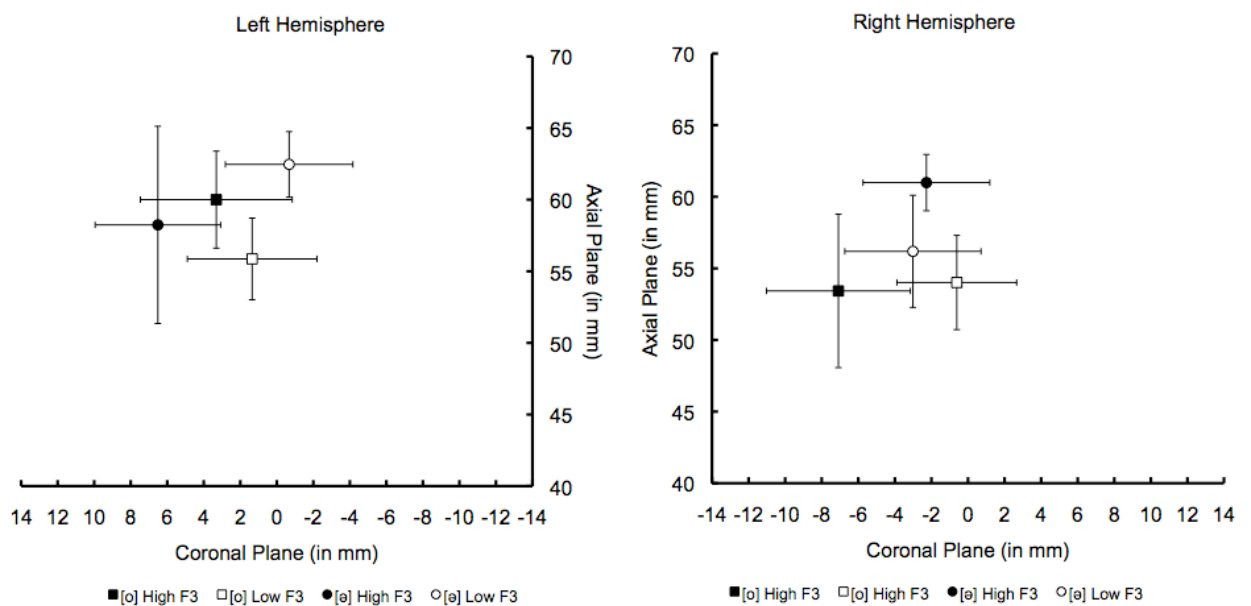 Left Hemisphere
70
65
60
55
50
45
40
Axial Plane (in mm)
14 12 10 8 6 4 2 0 -2 -4 -6 -8 -10 -12 -14
Coronal Plane (in mm)
■[o] High F3 □[o] Low F3 ●[ə] High F3 ○[ə] Low F3
Right Hemisphere
70
65
60
55
50
45
40
Axial Plane (in mm)
-14 -12 -10 -8 -6 -4 -2 0 2 4 6 8 10 12 14
Coronal Plane (in mm)
■[o] High F3 □[o] High F3 ●[ə] High F3 ○[ə] Low F3